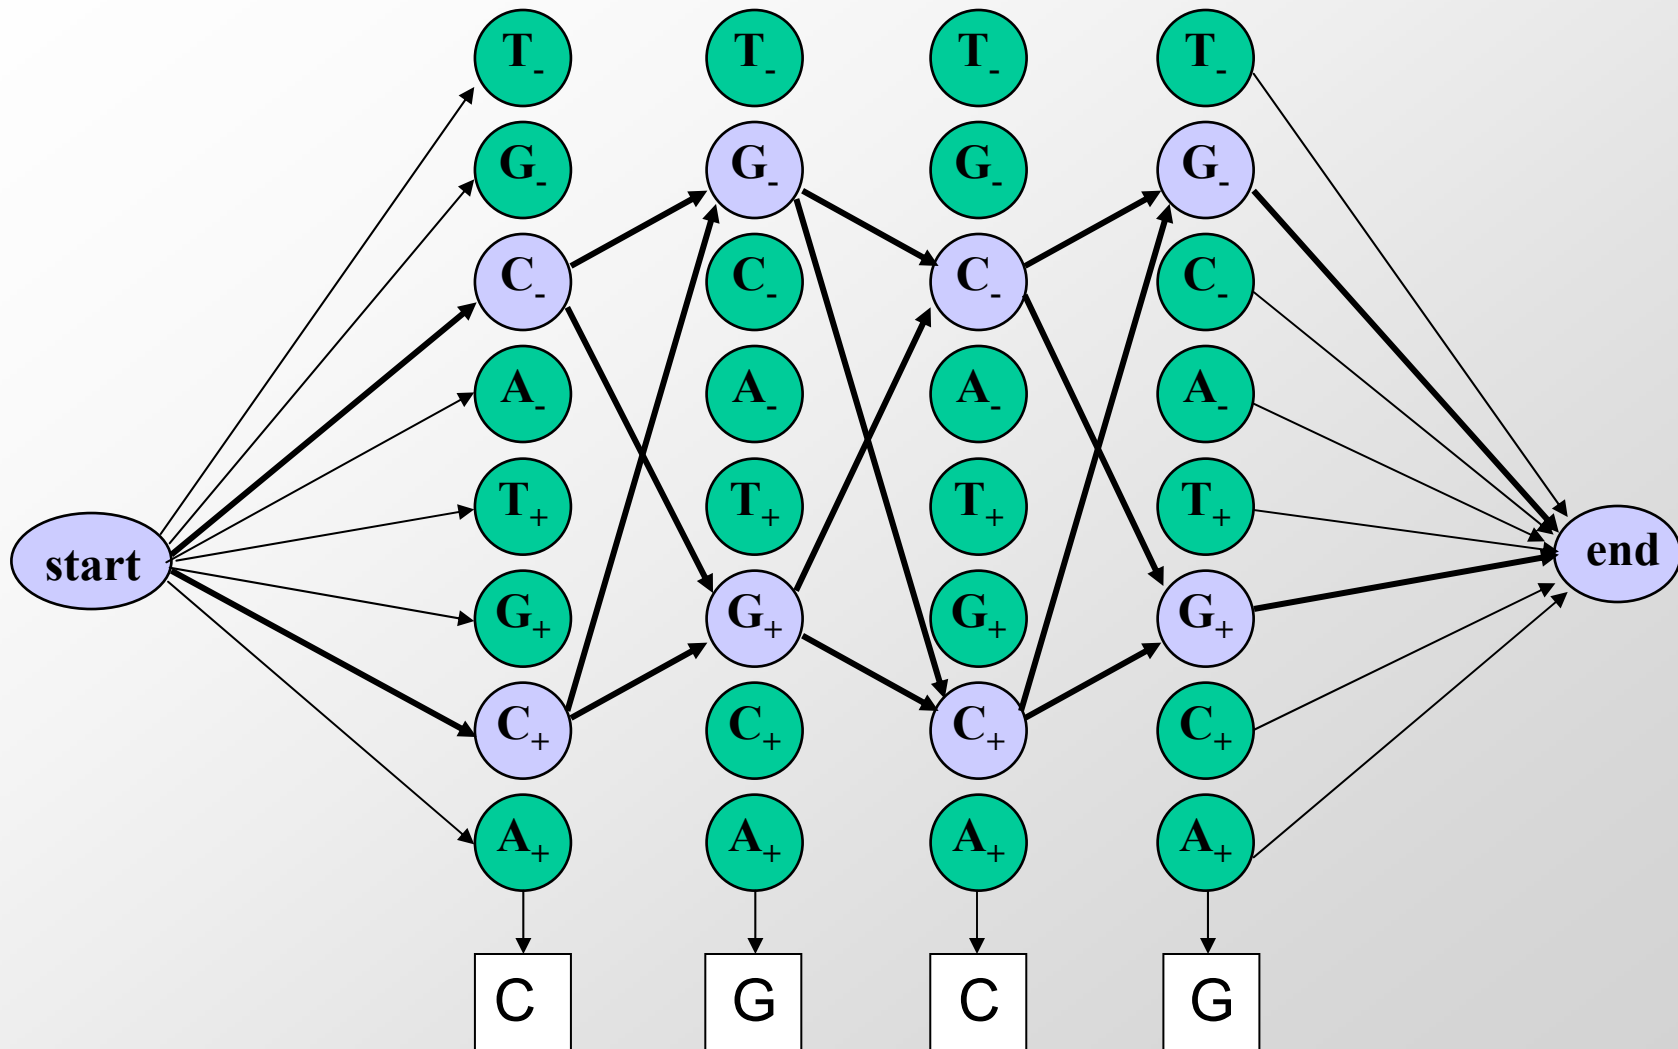 T- T- T- T-
G- G- G- G-
C- C- C- C-
A- A- A- A-
T+ T+ T+ T+
start end
G+ G+ G+ G+
C+ C+ C+ C+
A+ A+ A+ A+
C G C G